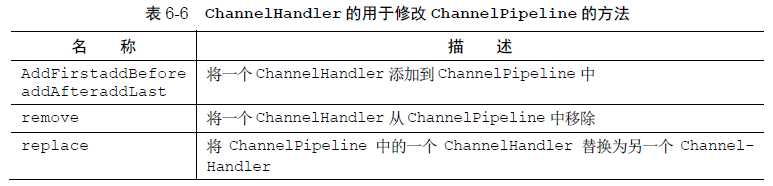 表 6-6 ChannelHandler 的用于修改 ChannelPipeline 的方法
名 称 描 述
AddFirstaddBefore 将一个 ChannelHandler 添加到 ChannelPipeline 中
addAfteraddLast
remove 将一个 ChannelHandler 从 ChannelPipeline 中移除
replace 将 ChannelPipeline 中的一个 ChannelHandler 替换为另一个 Channel-
Handler